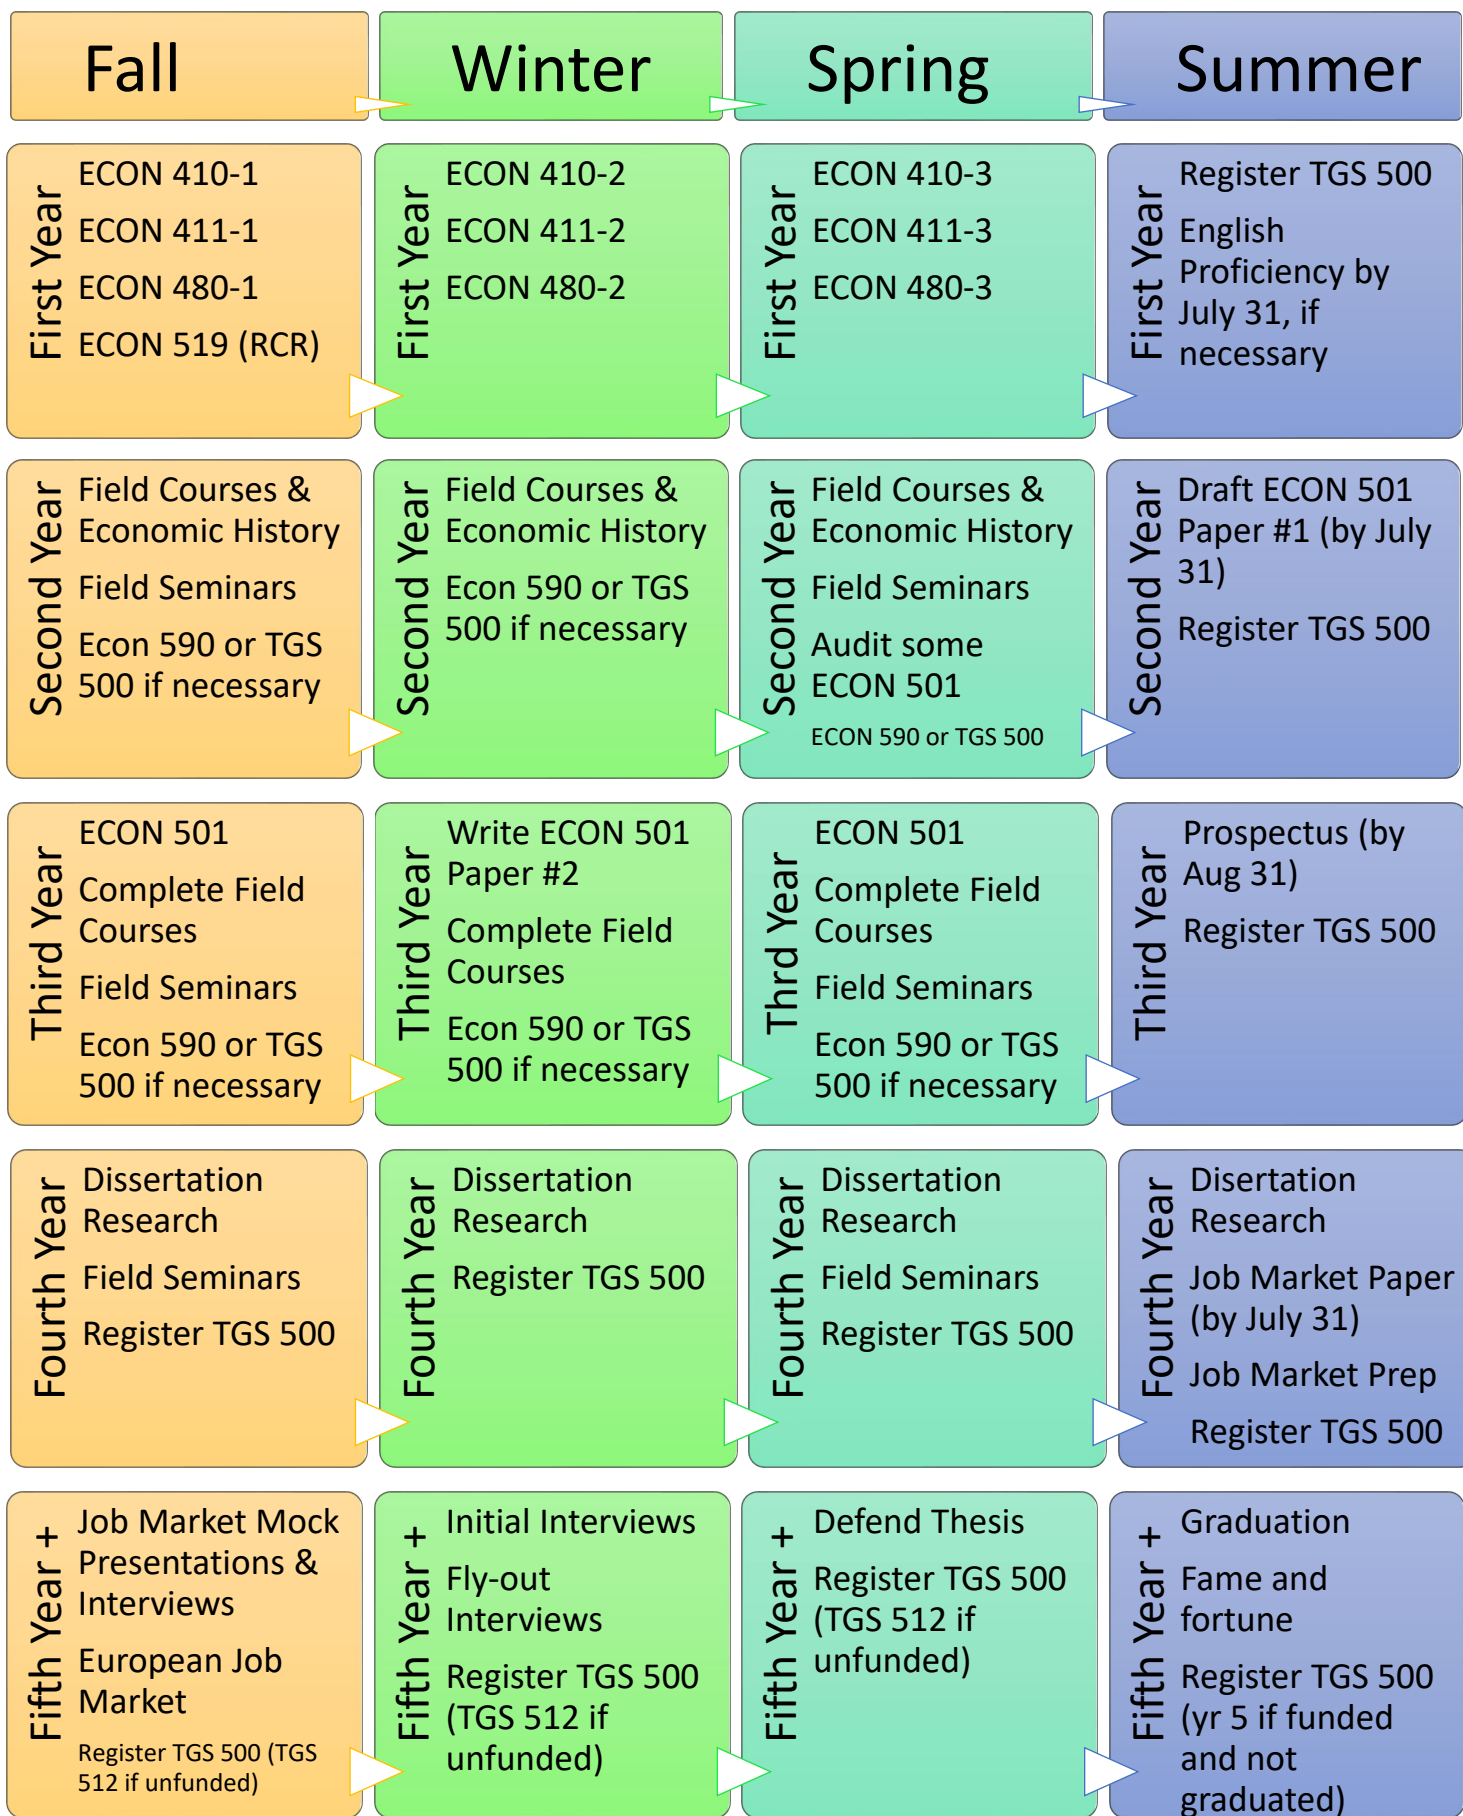 Fall
Winter
Spring
Summer
First Year
ECON 410-1
ECON 411-1
ECON 480-1
ECON 519 (RCR)
First Year
ECON 410-2
ECON 411-2
ECON 480-2
First Year
ECON 410-3
ECON 411-3
ECON 480-3
First Year
Register TGS 500
English
Proficiency by
July 31, if
necessary
Second Year
Field Courses &
Economic History
Field Seminars
Econ 590 or TGS
500 if necessary
Second Year
Field Courses &
Economic History
Econ 590 or TGS
500 if necessary
Second Year
Field Courses &
Economic History
Field Seminars
Audit some
ECON 501
ECON 590 or TGS 500
Second Year
Draft ECON 501
Paper #1 (by July
31)
Register TGS 500
Third Year
ECON 501
Complete Field
Courses
Field Seminars
Econ 590 or TGS
500 if necessary
Third Year
Write ECON 501
Paper #2
Complete Field
Courses
Econ 590 or TGS
500 if necessary
Thrd Year
ECON 501
Complete Field
Courses
Field Seminars
Econ 590 or TGS
500 if necessary
Third Year
Prospectus (by
Aug 31)
Register TGS 500
Fourth Year
Dissertation
Research
Field Seminars
Register TGS 500
Fourth Year
Dissertation
Research
Register TGS 500
Fourth Year
Dissertation
Research
Field Seminars
Register TGS 500
Fourth Year
Disertation
Research
Job Market Paper
(by July 31)
Job Market Prep
Register TGS 500
Fifth Year +
Job Market Mock
Presentations &
Interviews
European Job
Market
Register TGS 500 (TGS
512 if unfunded)
Fifth Year +
Initial Interviews
Fly-out
Interviews
Register TGS 500
(TGS 512 if
unfunded)
Fifth Year +
Defend Thesis
Register TGS 500
(TGS 512 if
unfunded)
Fifth Year +
Graduation
Fame and
fortune
Register TGS 500
(yr 5 if funded
and not
graduated)